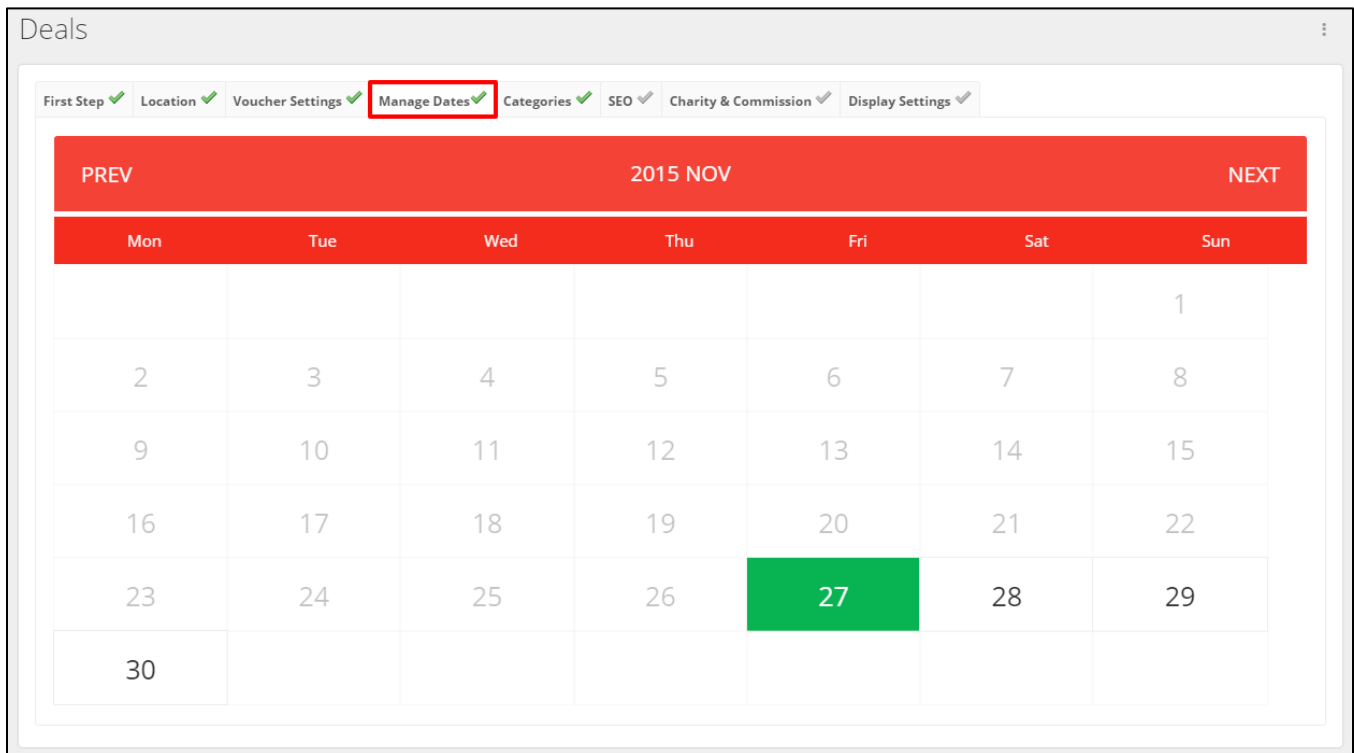 Deals
First Step Location Voucher Settings Manage Dates Categories SEO Charity & Commission Display Settings
PREV 2015 NOV NEXT
Mon Tue Wed Thu Fri Sat Sun
1
2 3 4 5 6 7 8
9 10 11 12 13 14 15
16 17 18 19 20 21 22
23 24 25 26 27 28 29
30